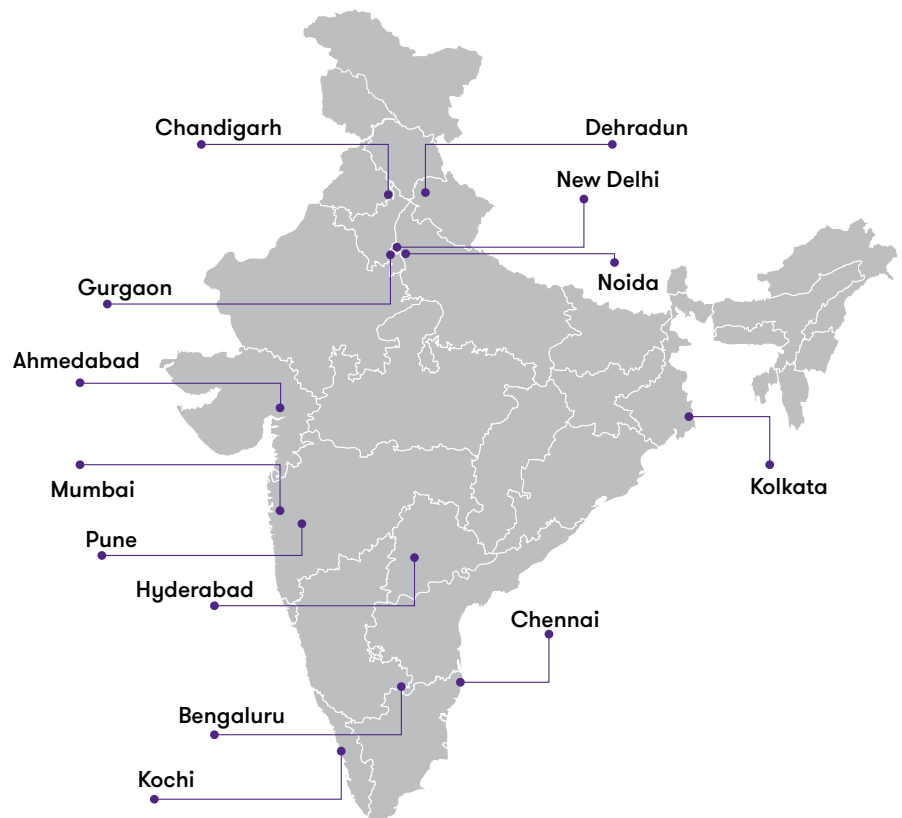 Chandigarh
Dehradun
New Delhi
Noida
Gurgaon
Ahmedabad
Mumbai
Kolkata
Pune
Hyderabad
Chennai
Bengaluru
Kochi